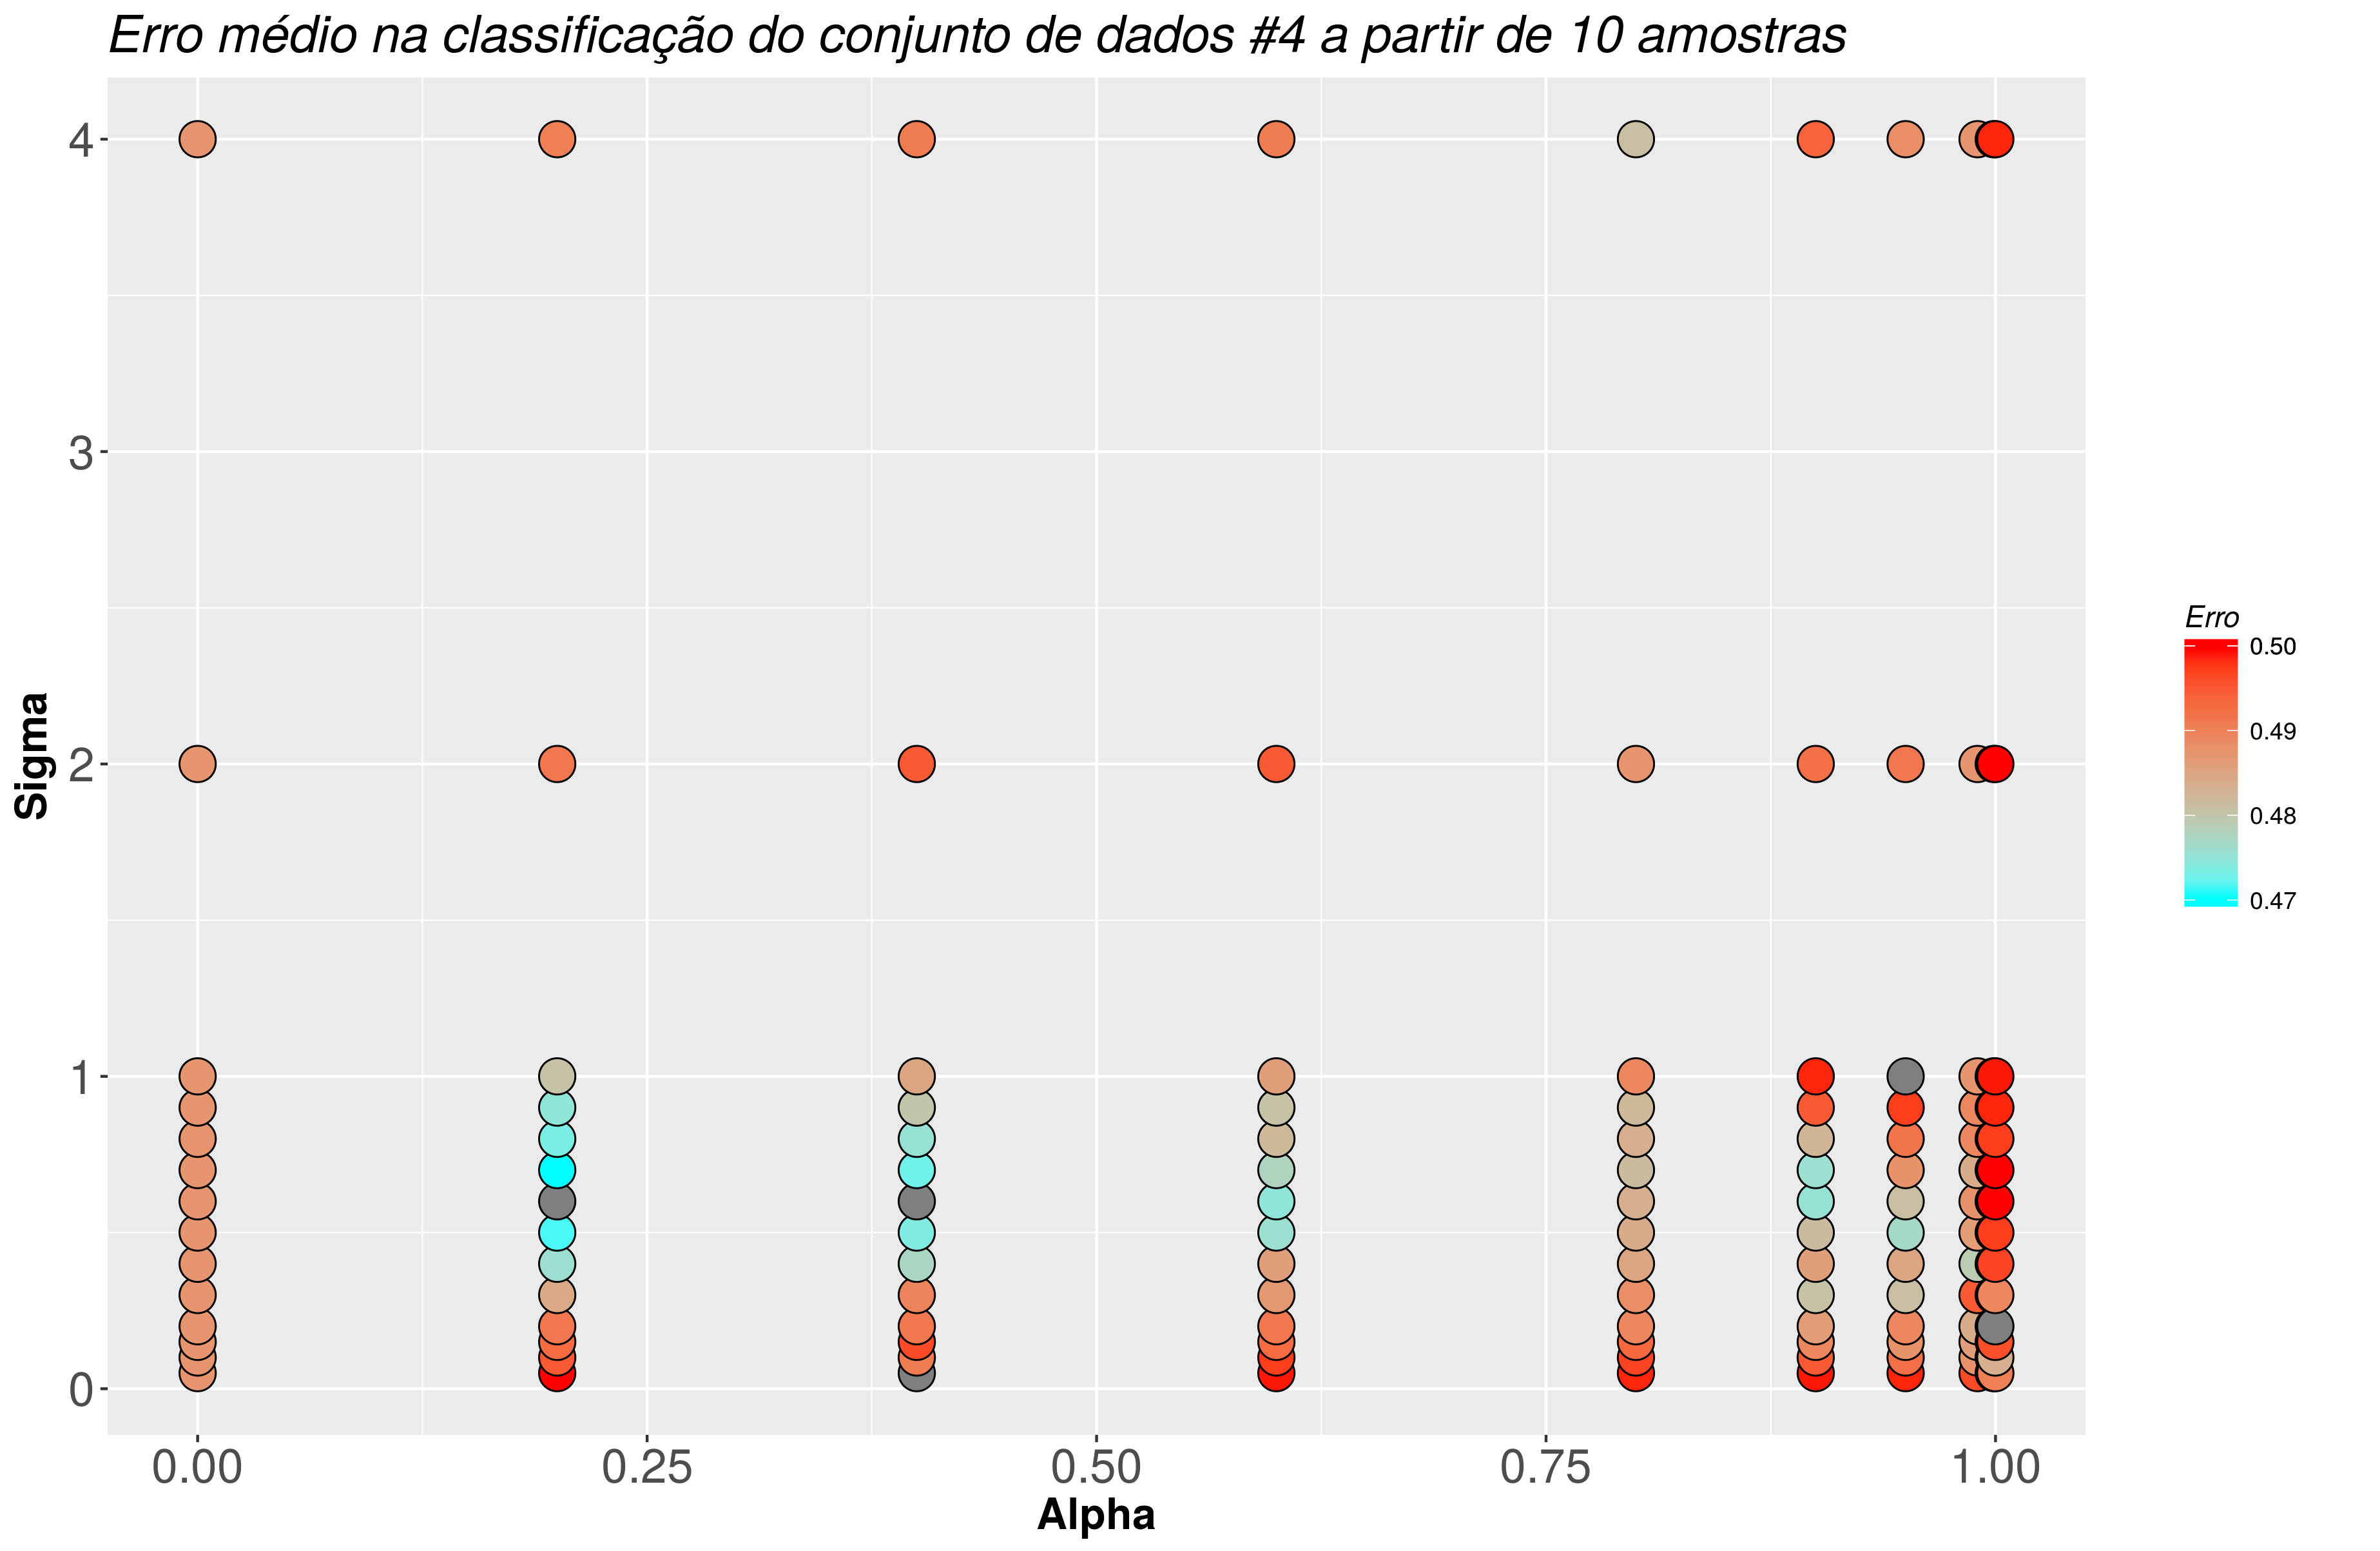 Erro médio na classificação do conjunto de dados #4 a partir de 10 amostras
4
3
2
1
0
Sigma
0.00 0.25 0.50 0.75 1.00
Alpha
Erro
0.50
0.49
0.48
0.47